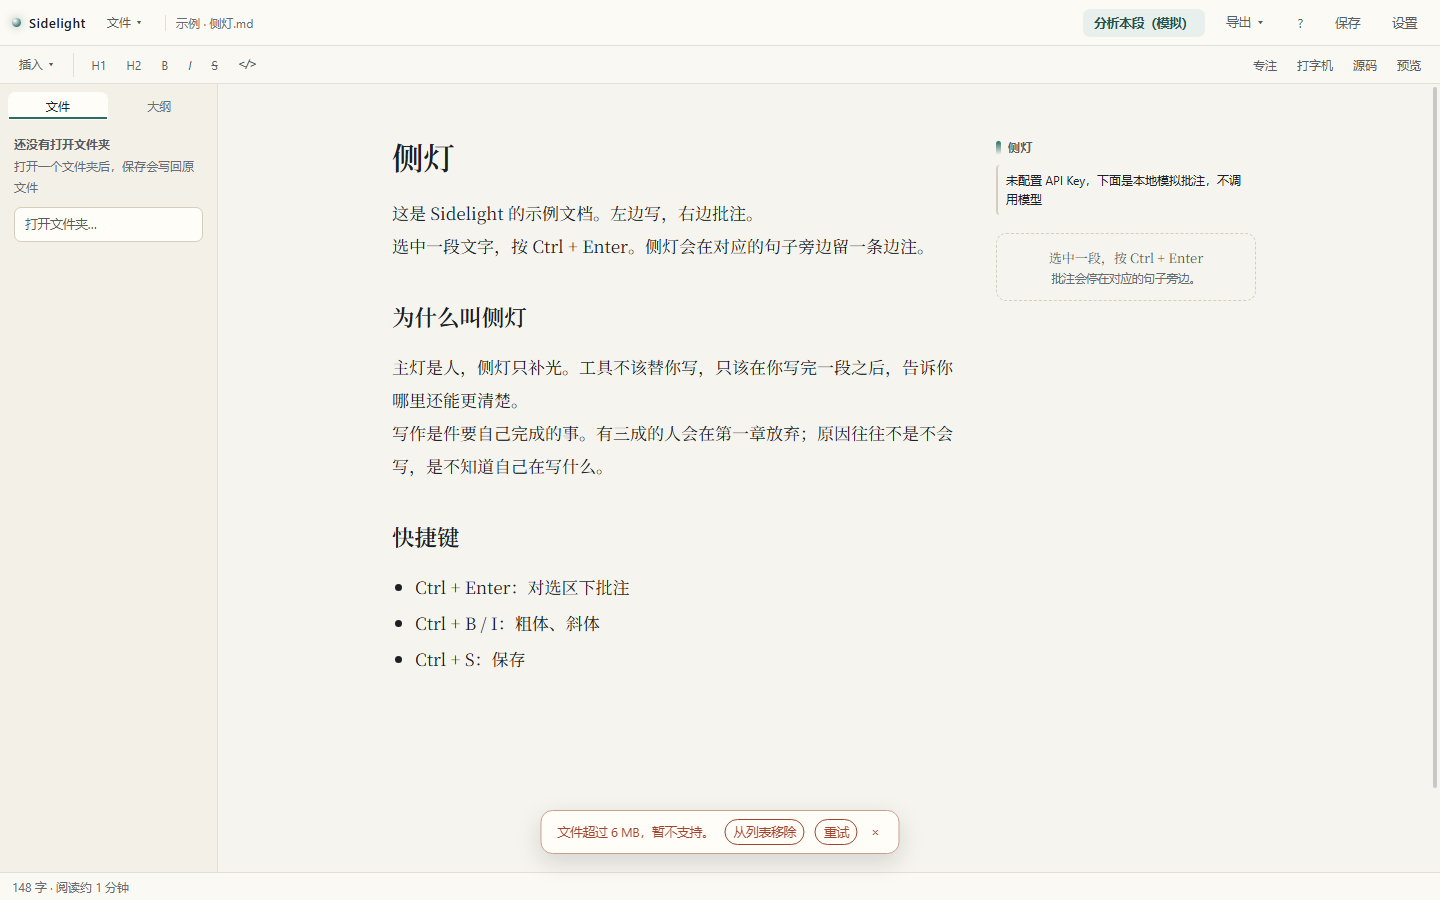 Sidelight 文件 ▾ 示例 · 侧灯.md 分析本段（模拟） 导出 ▾ ? 保存 设置
插入 ▾ H1 H2 B I S </> 专注 打字机 源码 预览
文件 大纲
还没有打开文件夹
打开一个文件夹后，保存会写回原
文件
打开文件夹...
侧灯
这是 Sidelight 的示例文档。左边写，右边批注。
选中一段文字，按 Ctrl + Enter。侧灯会在对应的句子旁边留一条边注。
为什么叫侧灯
主灯是人，侧灯只补光。工具不该替你写，只该在你写完一段之后，告诉你
哪里还能更清楚。
写作是件要自己完成的事。有三成的人会在第一章放弃；原因往往不是不会
写，是不知道自己在写什么。
快捷键
• Ctrl + Enter：对选区下批注
• Ctrl + B / I：粗体、斜体
• Ctrl + S：保存
侧灯
未配置 API Key，下面是本地模拟批注，不调
用模型
选中一段，按 Ctrl + Enter
批注会停在对应的句子旁边。
文件超过 6 MB，暂不支持。 从列表移除 重试 ×
148 字 · 阅读约 1 分钟